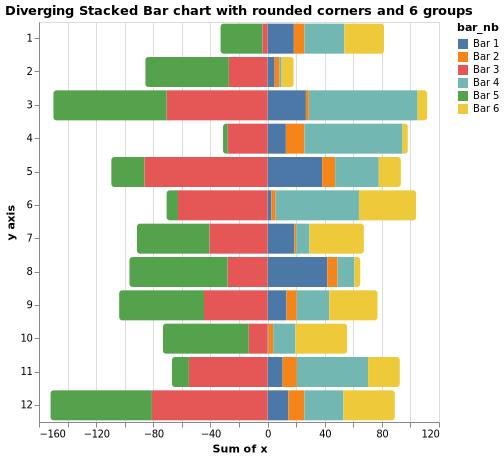 Diverging Stacked Bar chart with rounded corners and 6 groups
bar_nb
Bar 1
Bar 2
Bar 3
Bar 4
Bar 5
Bar 6
y axis
1
2
3
4
5
6
7
8
9
10
11
12
−160 −120 −80 −40 0 40 80 120
Sum of x